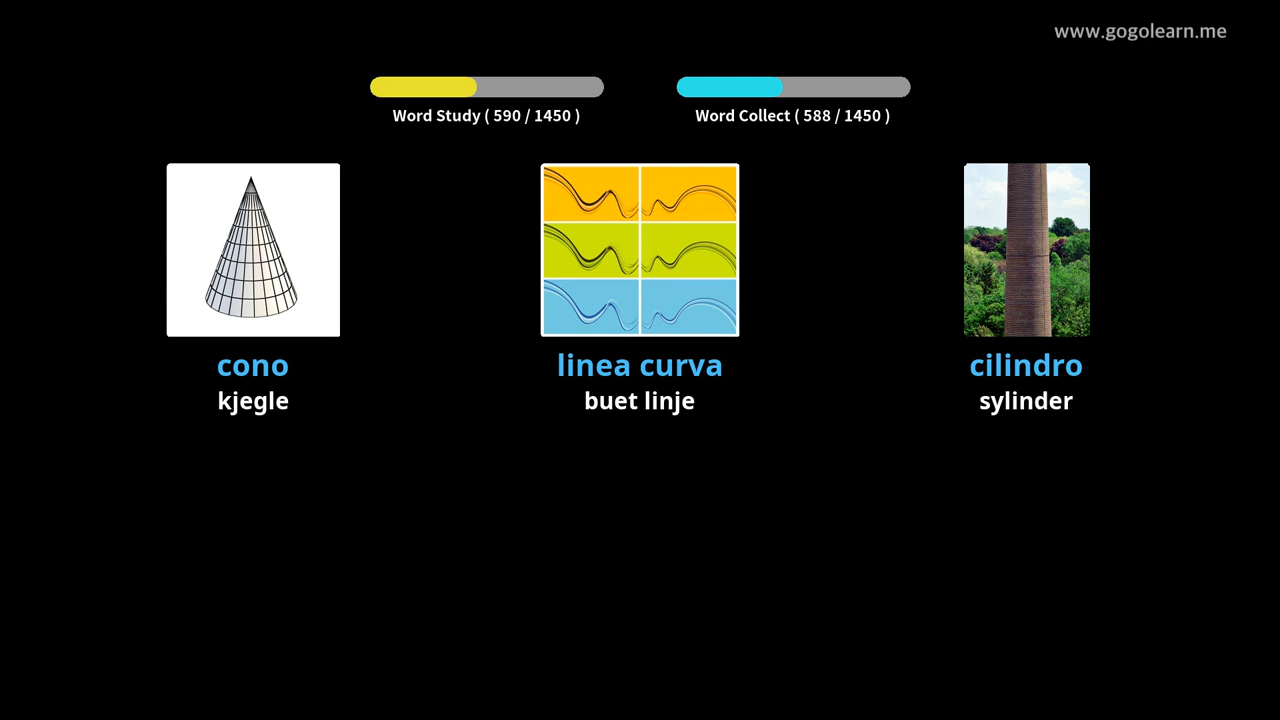 www.gogolearn.me
Word Study ( 590 / 1450 )
Word Collect ( 588 / 1450 )
cono
linea curva
cilindro
kjegle
buet linje
sylinder